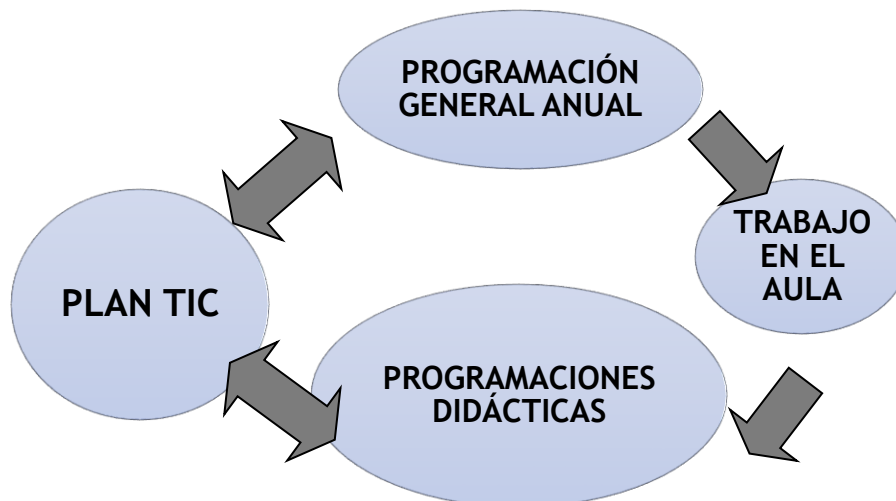 PROGRAMACIÓN
GENERAL ANUAL
TRABAJO
EN EL
AULA
PLAN TIC
PROGRAMACIONES
DIDÁCTICAS